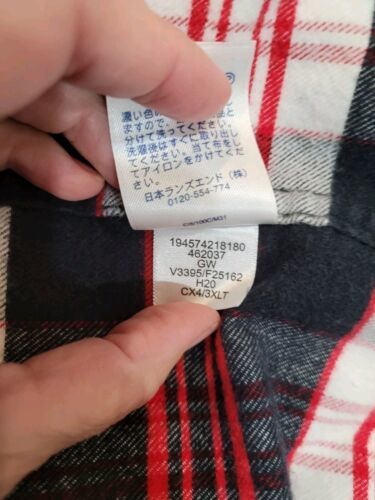 ®
濃い色の
ますので、
分けて洗ってください。
洗濯後はすぐに取り出し
てください。当て布をし
てアイロンをかけてくだ
さい。
日本ランズエンド(株)
0120-554-774
194574218180
462037
GW
V3395/F25162
H20
CX4/3XLT